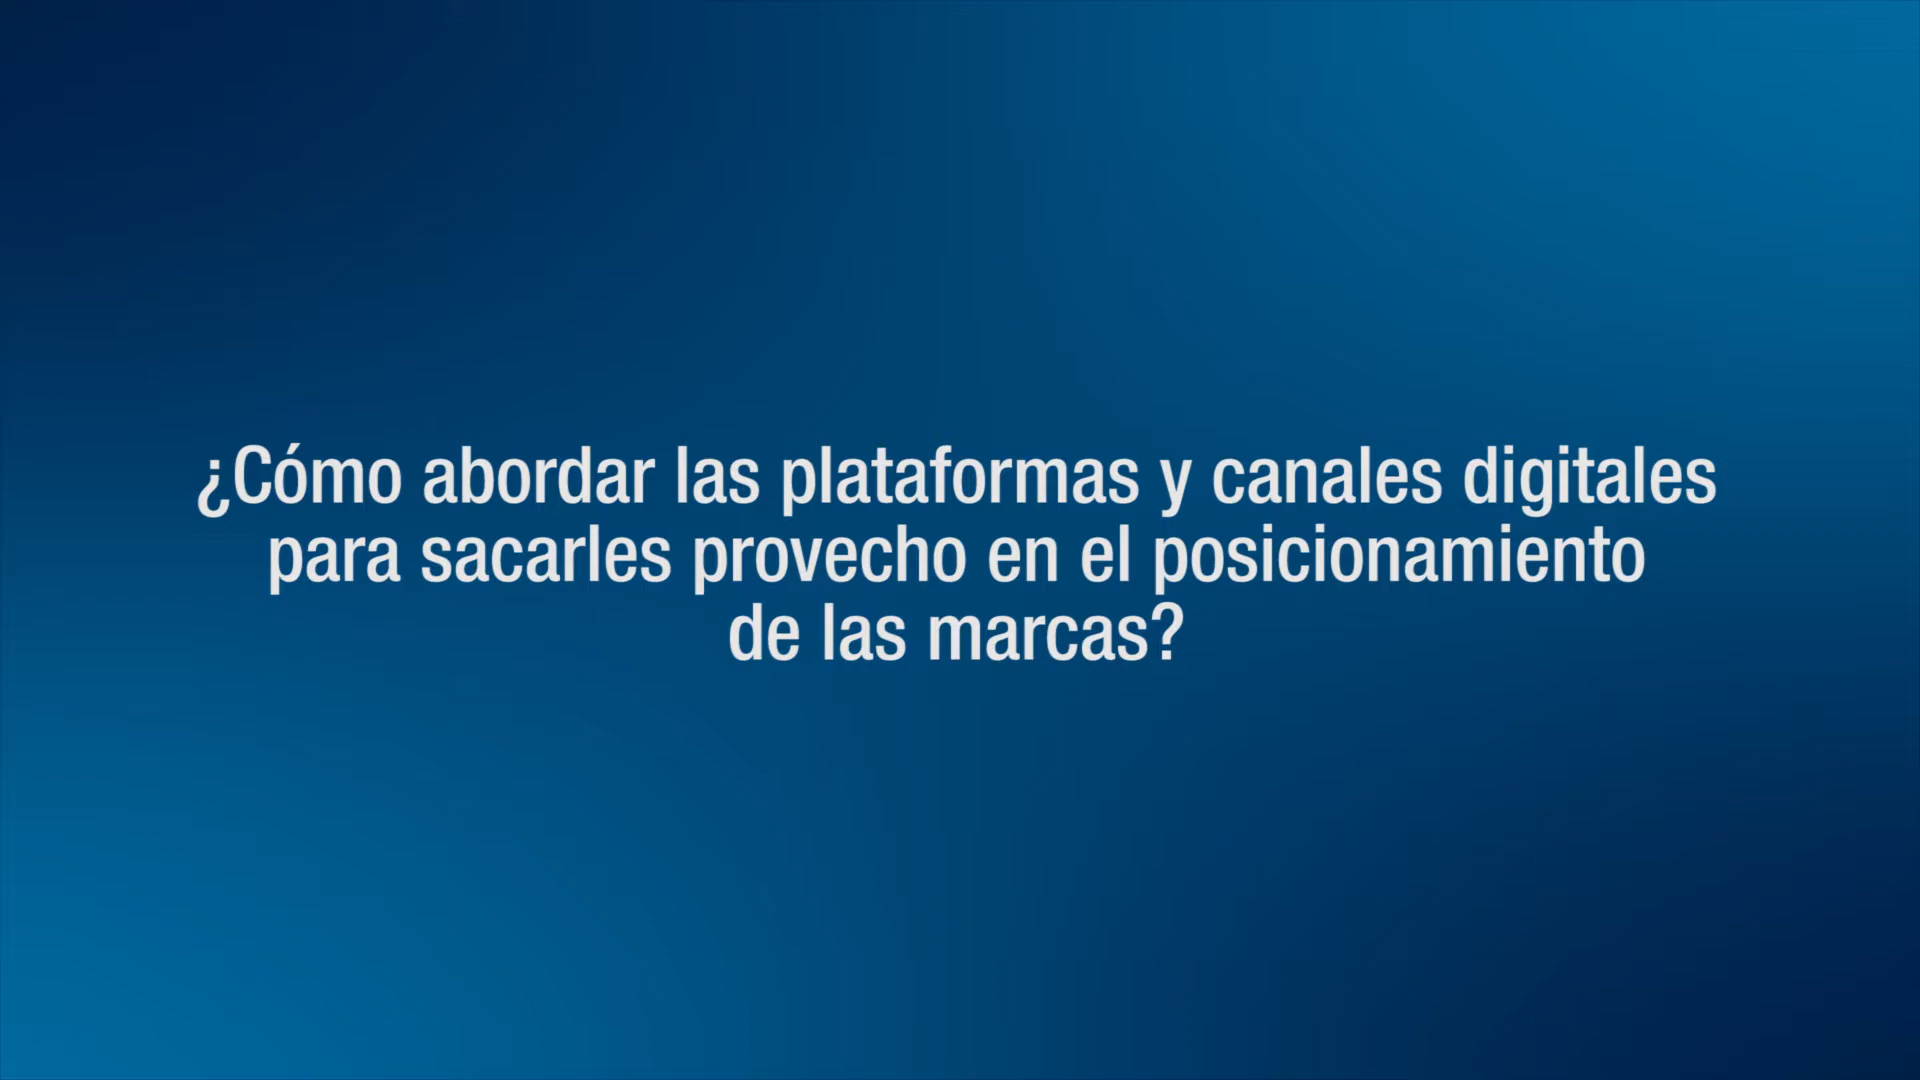 ¿Cómo abordar las plataformas y canales digitales
para sacarles provecho en el posicionamiento
de las marcas?